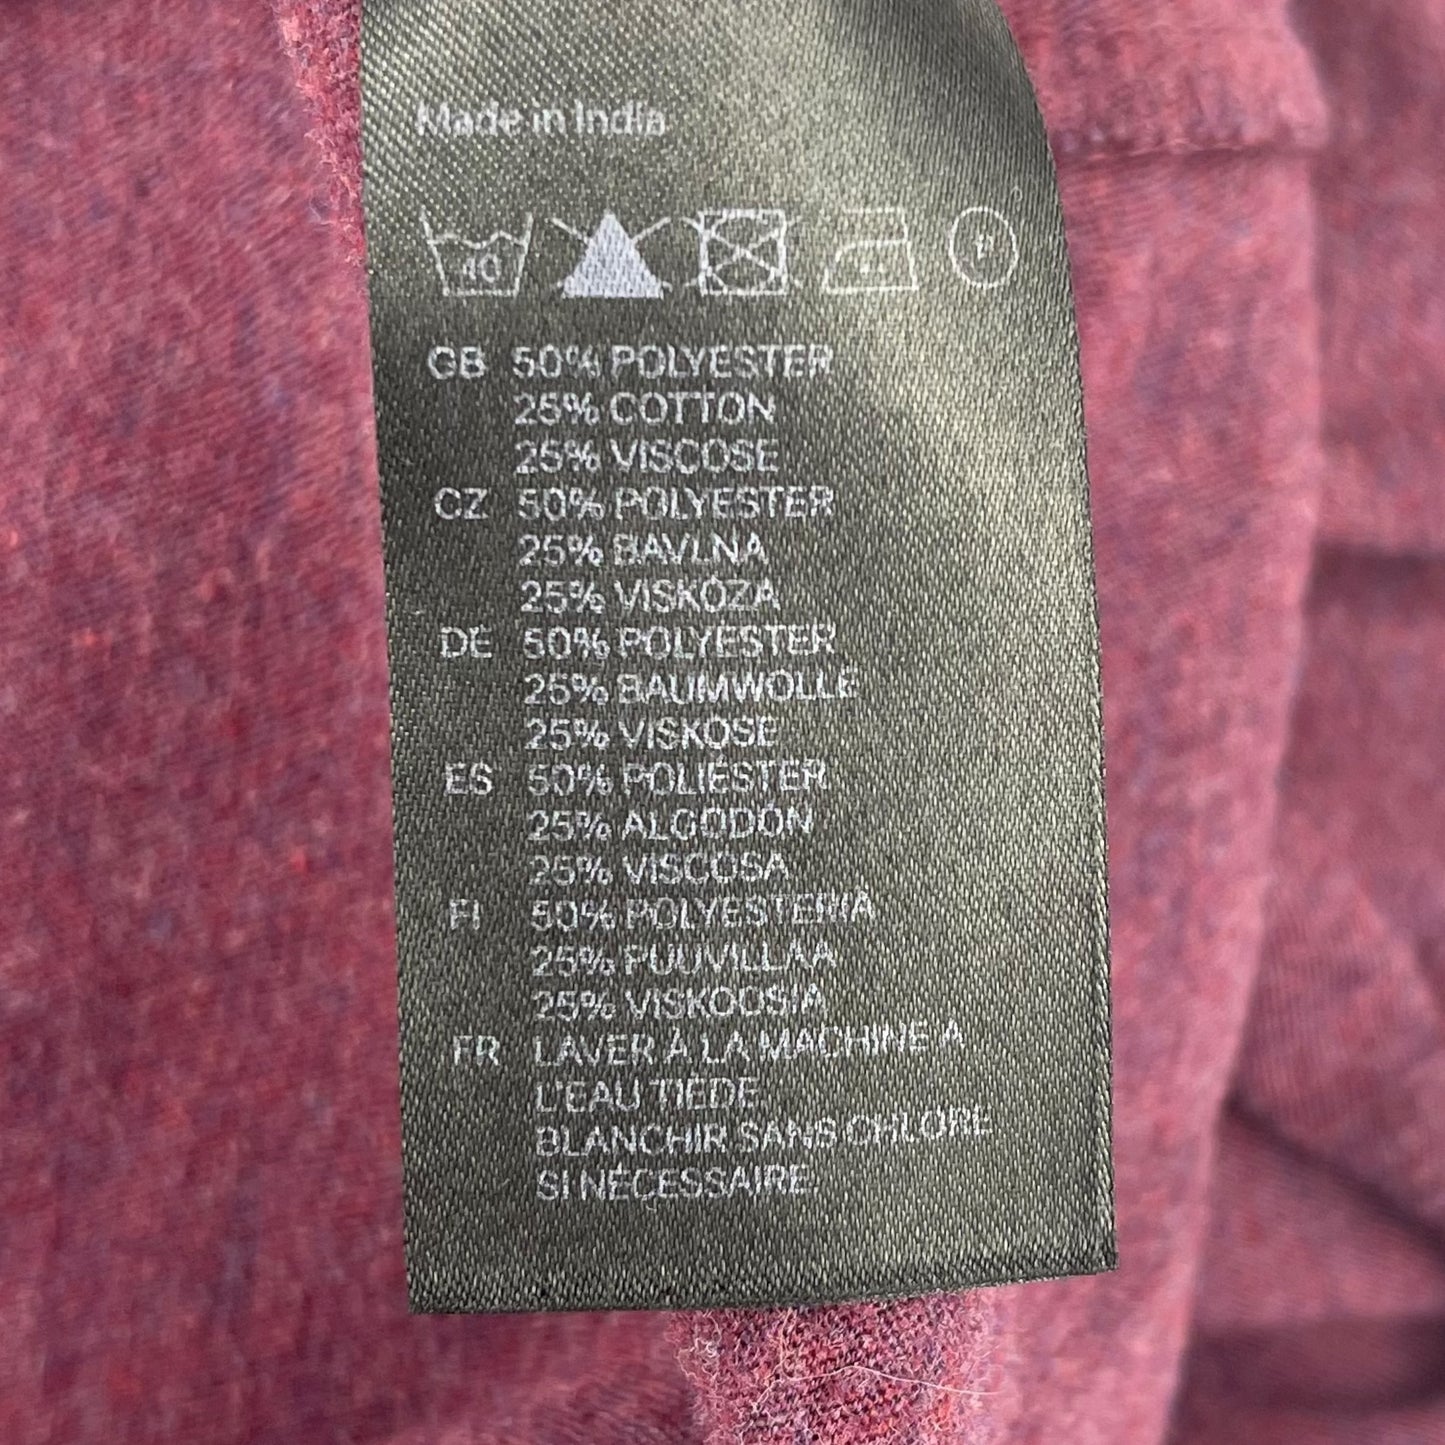 Made in India
40 P
GB 50% POLYESTER
25% COTTON
25% VISCOSE
CZ 50% POLYESTER
25% BAVLNA
25% VISKÓZA
DE 50% POLYESTER
25% BAUMWOLLE
25% VISKOSE
ES 50% POLIÉSTER
25% ALGODÓN
25% VISCOSA
FI 50% POLYESTERIÄ
25% PUUVILLAA
25% VISKOOSIA
FR LAVER À LA MACHINE À
L'EAU TIEDE
BLANCHIR SANS CHLORE
SI NÉCESSAIRE